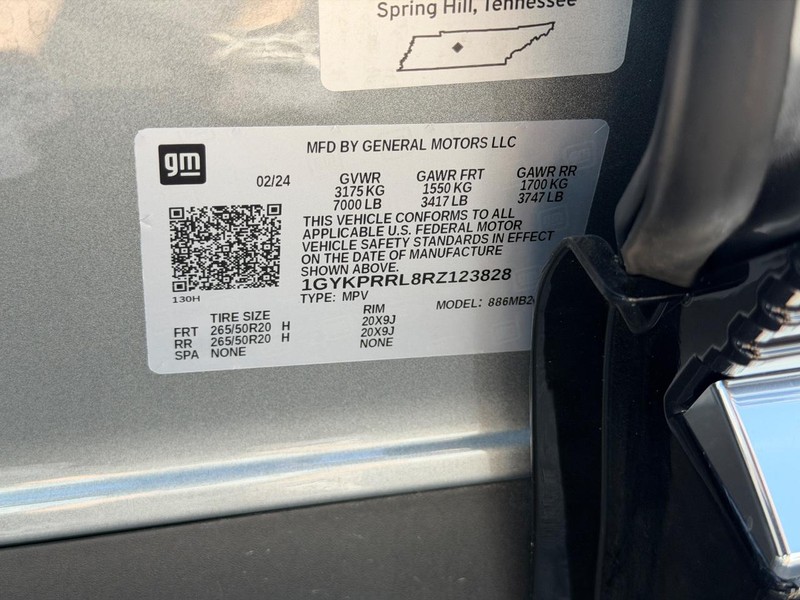 Spring Hill, Tennessee
gm
MFD BY GENERAL MOTORS LLC
02/24
GVWR
3175 KG
7000 LB
GAWR FRT
1550 KG
3417 LB
GAWR RR
1700 KG
3747 LB
THIS VEHICLE CONFORMS TO ALL
APPLICABLE U.S. FEDERAL MOTOR
VEHICLE SAFETY STANDARDS IN EFFECT
ON THE DATE OF MANUFACTURE
SHOWN ABOVE.
1GYKPRRL8RZ123828
130H
TYPE: MPV
MODEL: 886MB2
TIRE SIZE
RIM
FRT 265/50R20 H 20X9J
RR 265/50R20 H 20X9J
SPA NONE NONE